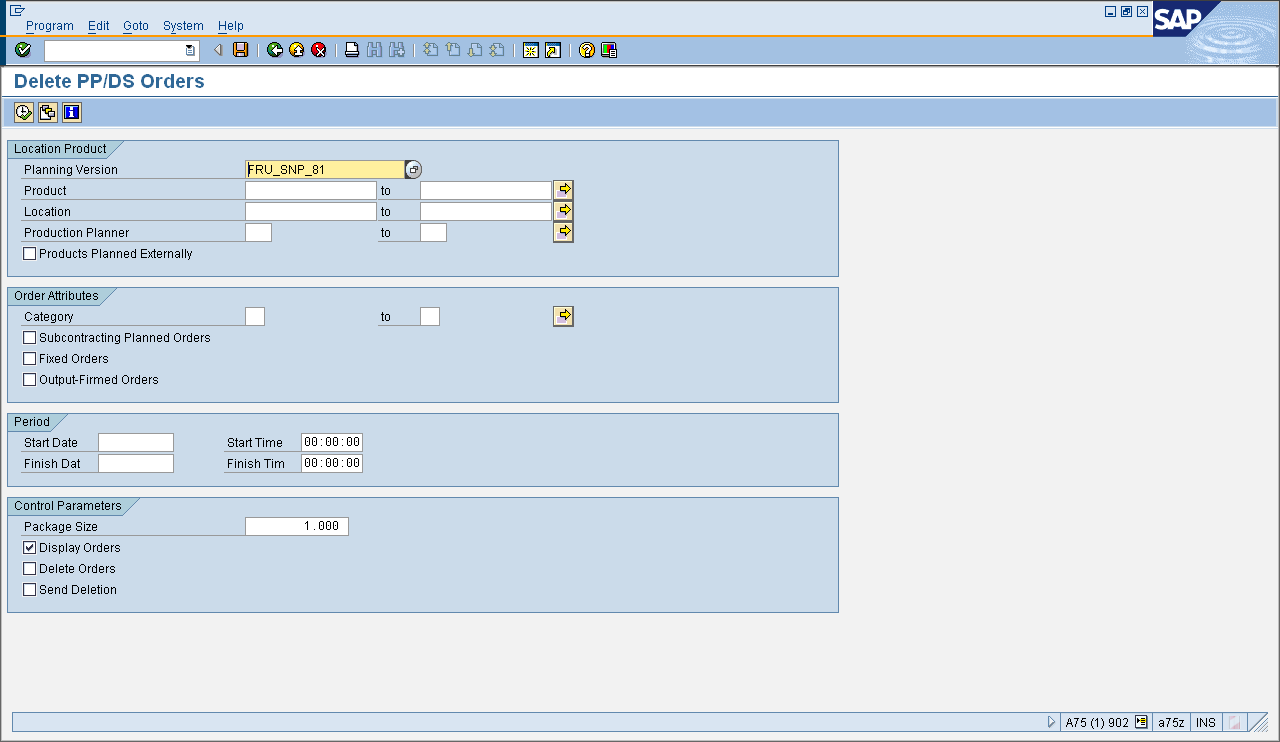 Program Edit Goto System Help
SAP
Delete PP/DS Orders
Location Product
Planning Version FRU_SNP_81
Product to
Location to
Production Planner to
Products Planned Externally
Order Attributes
Category to
Subcontracting Planned Orders
Fixed Orders
Output-Firmed Orders
Period
Start Date Start Time 00:00:00
Finish Dat Finish Tim 00:00:00
Control Parameters
Package Size 1.000
Display Orders
Delete Orders
Send Deletion
A75 (1) 902 a75z INS